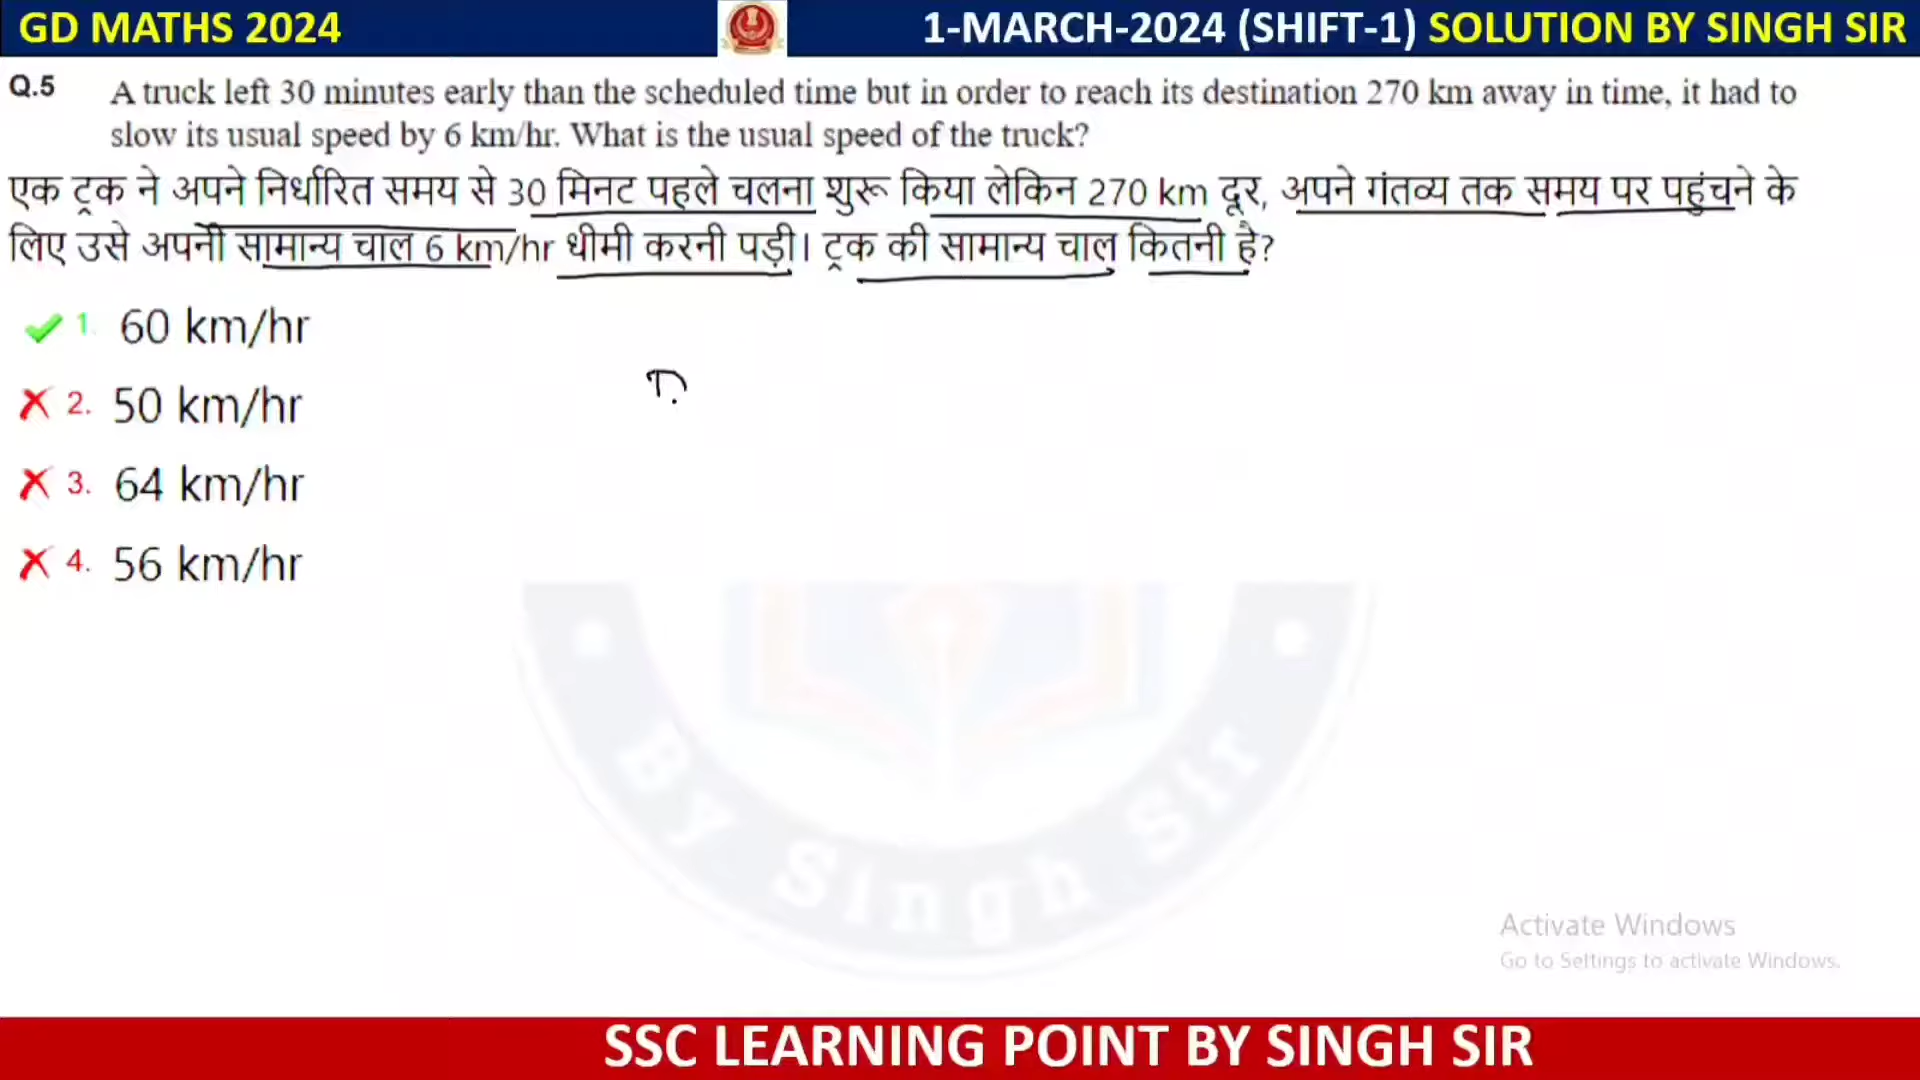 GD MATHS 2024
1-MARCH-2024 (SHIFT-1) SOLUTION BY SINGH SIR
Q.5 A truck left 30 minutes early than the scheduled time but in order to reach its destination 270 km away in time, it had to
slow its usual speed by 6 km/hr. What is the usual speed of the truck?
एक ट्रक ने अपने निर्धारित समय से 30 मिनट पहले चलना शुरू किया लेकिन 270 km दूर, अपने गंतव्य तक समय पर पहुंचने के
लिए उसे अपनी सामान्य चाल 6 km/hr धीमी करनी पड़ी। ट्रक की सामान्य चाल कितनी है?
1. 60 km/hr
2. 50 km/hr
3. 64 km/hr
4. 56 km/hr
By Singh Sir
Activate Windows
Go to Settings to activate Windows.
SSC LEARNING POINT BY SINGH SIR